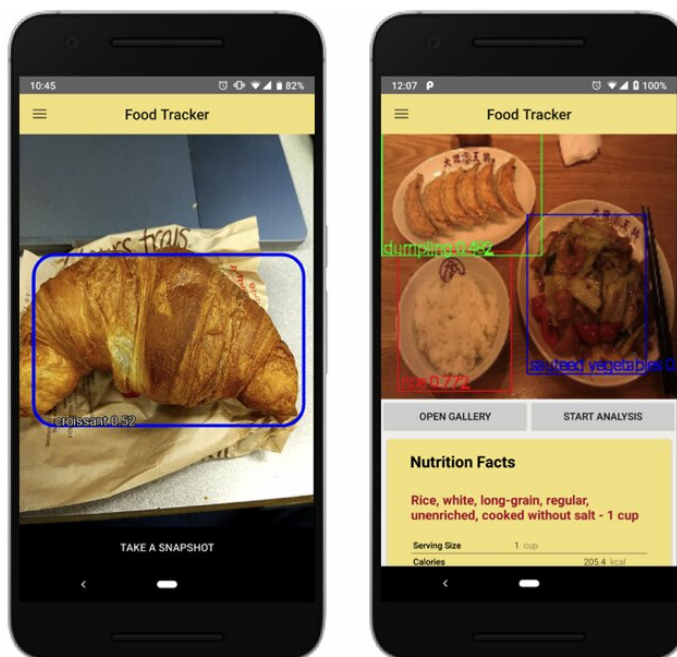 10:45
82%
Food Tracker
frais
croissant 0.52
TAKE A SNAPSHOT
12:07
100%
Food Tracker
dumpling 0.482
rice 0.772
sauteed vegetables
OPEN GALLERY
START ANALYSIS
Nutrition Facts
Rice, white, long-grain, regular,
unenriched, cooked without salt - 1 cup
Serving Size 1 cup
Calories 205.4 kcal